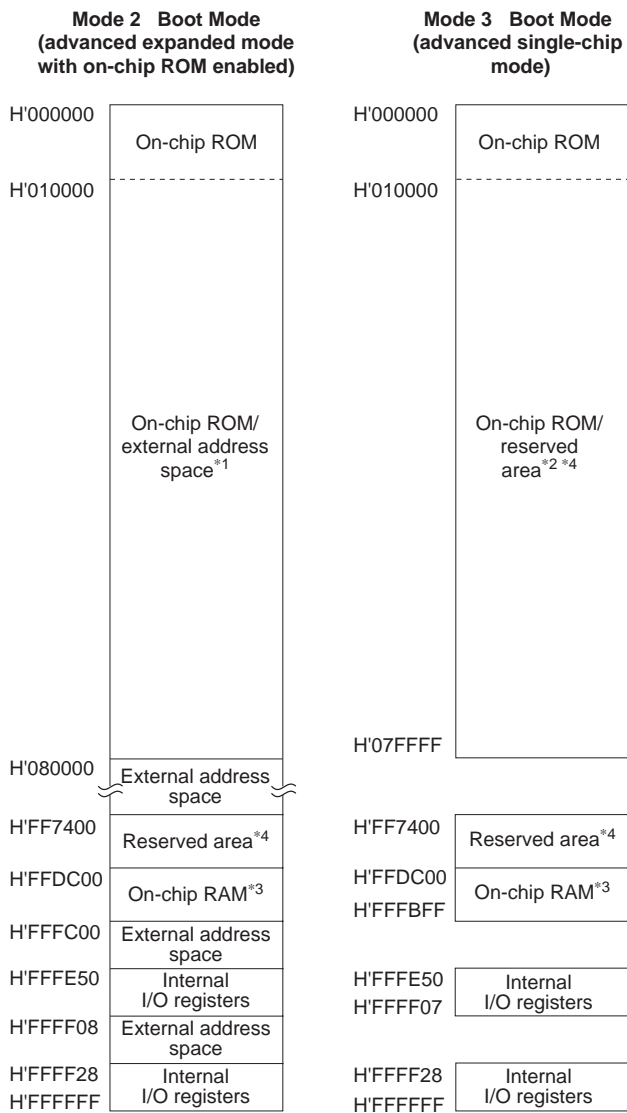 Mode 2 Boot Mode
(advanced expanded mode
with on-chip ROM enabled)
H'000000
On-chip ROM
H'010000
On-chip ROM/
external address
space*1
H'080000
External address
space
H'FF7400
Reserved area*4
H'FFDC00
On-chip RAM*3
H'FFFC00
External address
space
H'FFFE50
Internal
I/O registers
H'FFFF08
External address
space
H'FFFF28
Internal
I/O registers
H'FFFFFF
Mode 3 Boot Mode
(advanced single-chip
mode)
H'000000
On-chip ROM
H'010000
On-chip ROM/
reserved
area*2 *4
H'07FFFF
H'FF7400
Reserved area*4
H'FFDC00
On-chip RAM*3
H'FFFBFF
H'FFFE50
Internal
I/O registers
H'FFFF07
H'FFFF28
Internal
I/O registers
H'FFFFFF